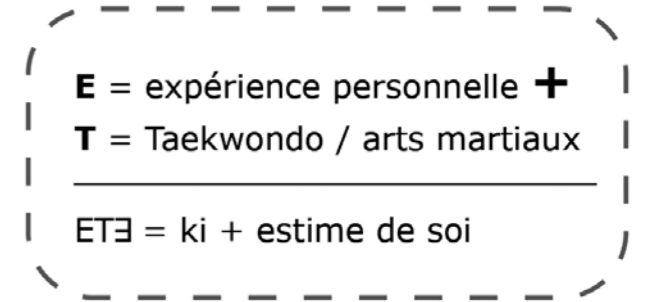 E = expérience personnelle +
T = Taekwondo / arts martiaux
ETƎ = ki + estime de soi